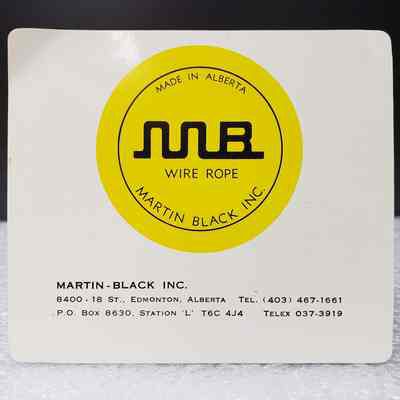 MADE IN ALBERTA
MB
WIRE ROPE
MARTIN BLACK INC.
MARTIN-BLACK INC.
8400-18 ST., EDMONTON, ALBERTA TEL. (403) 467-1661
P.O. BOX 8630, STATION 'L' T6C 4J4 TELEX 037-3919